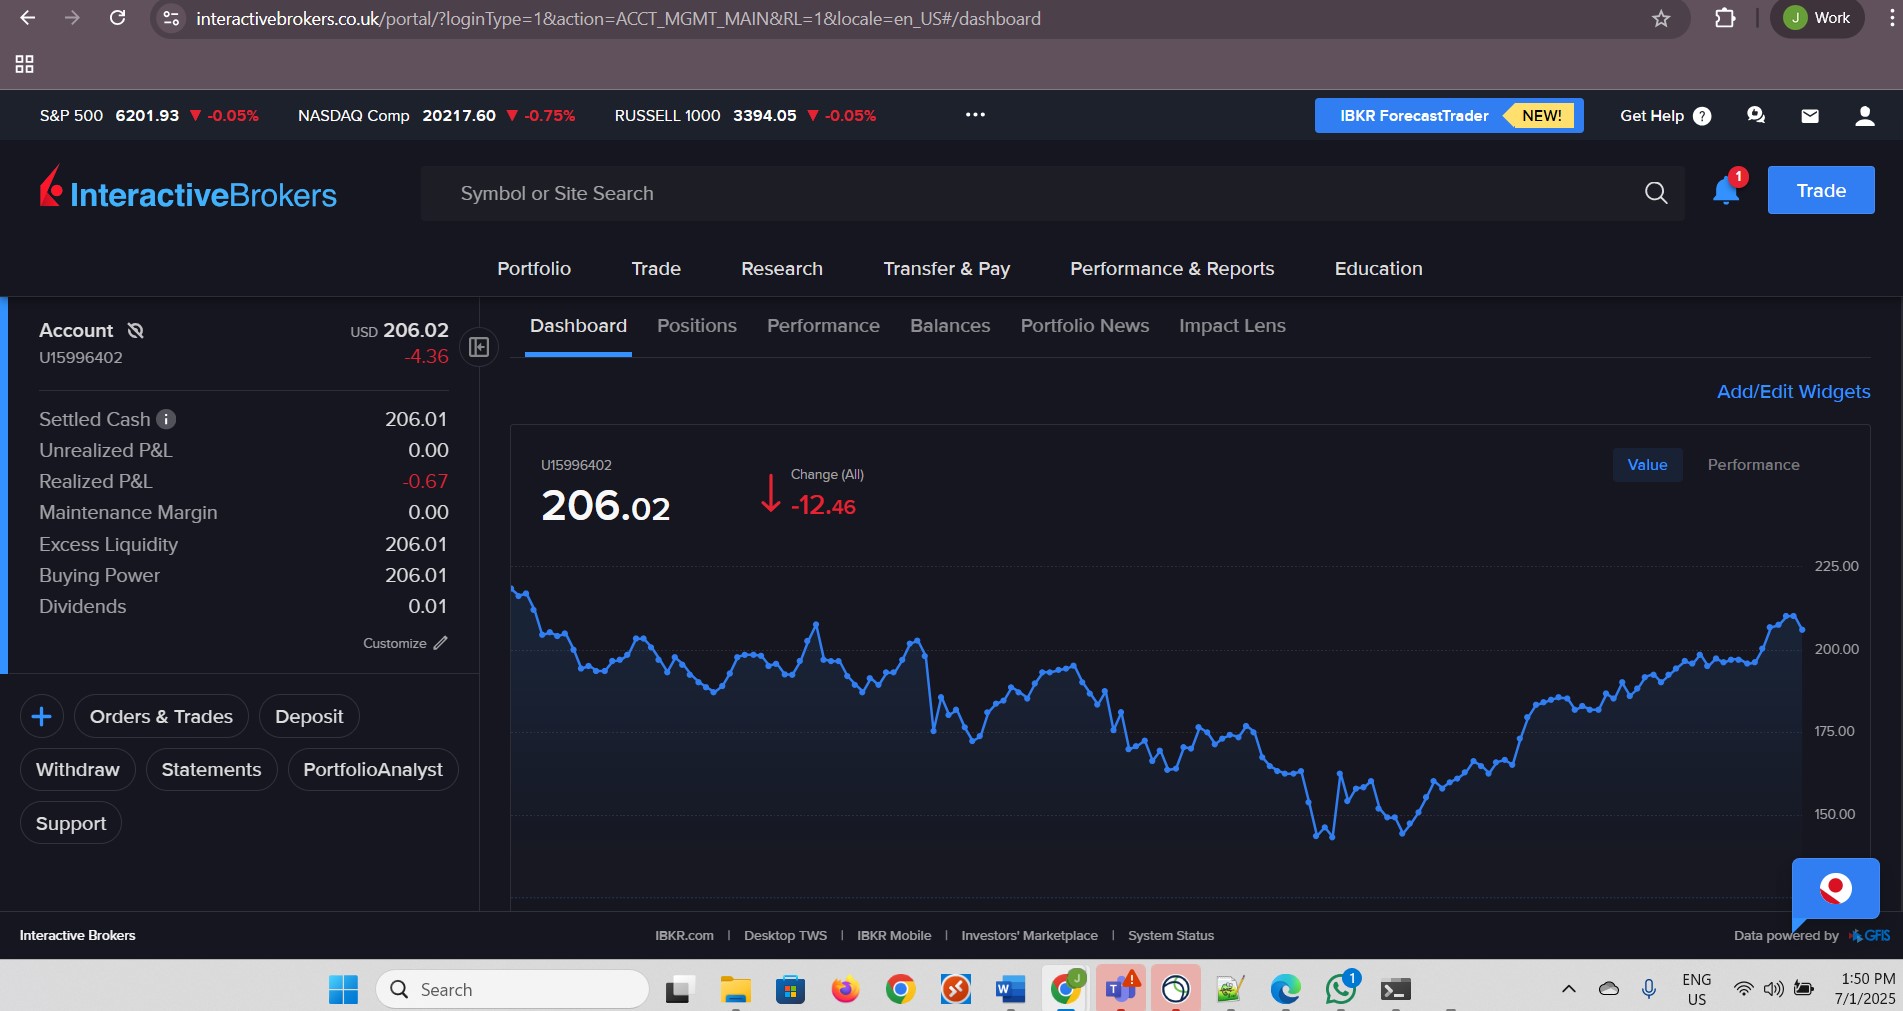 interactivebrokers.co.uk/portal/?loginType=1&action=ACCT_MGMT_MAIN&RL=1&locale=en_US#/dashboard
J Work
S&P 500 6201.93 ▼ -0.05% NASDAQ Comp 20217.60 ▼ -0.75% RUSSELL 1000 3394.05 ▼ -0.05% ••• IBKR ForecastTrader NEW! Get Help ?
InteractiveBrokers
Symbol or Site Search
1
Trade
Portfolio Trade Research Transfer & Pay Performance & Reports Education
Account USD 206.02
U15996402 -4.36
Settled Cash i 206.01
Unrealized P&L 0.00
Realized P&L -0.67
Maintenance Margin 0.00
Excess Liquidity 206.01
Buying Power 206.01
Dividends 0.01
Customize
+ Orders & Trades Deposit
Withdraw Statements PortfolioAnalyst
Support
Dashboard Positions Performance Balances Portfolio News Impact Lens
Add/Edit Widgets
U15996402
206.02
Change (All)
-12.46
Value Performance
225.00
200.00
175.00
150.00
Interactive Brokers IBKR.com | Desktop TWS | IBKR Mobile | Investors' Marketplace | System Status Data powered by GFIS
Search
W
J
T
1
ENG
US
1:50 PM
7/1/2025